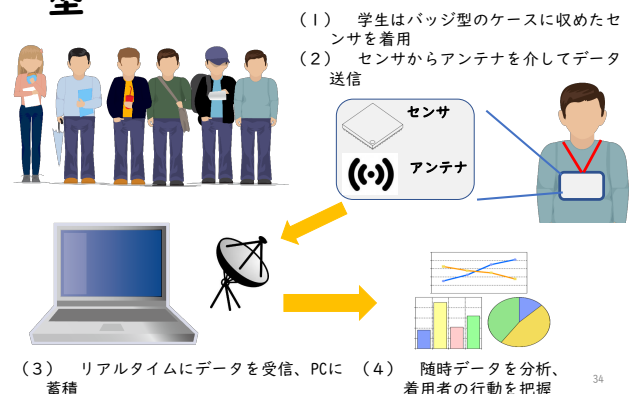 型
(1) 学生はバッジ型のケースに収めたセ
ンサを着用
(2) センサからアンテナを介してデータ
送信
センサ
アンテナ
(3) リアルタイムにデータを受信、PCに
蓄積
(4) 随時データを分析、
着用者の行動を把握
34